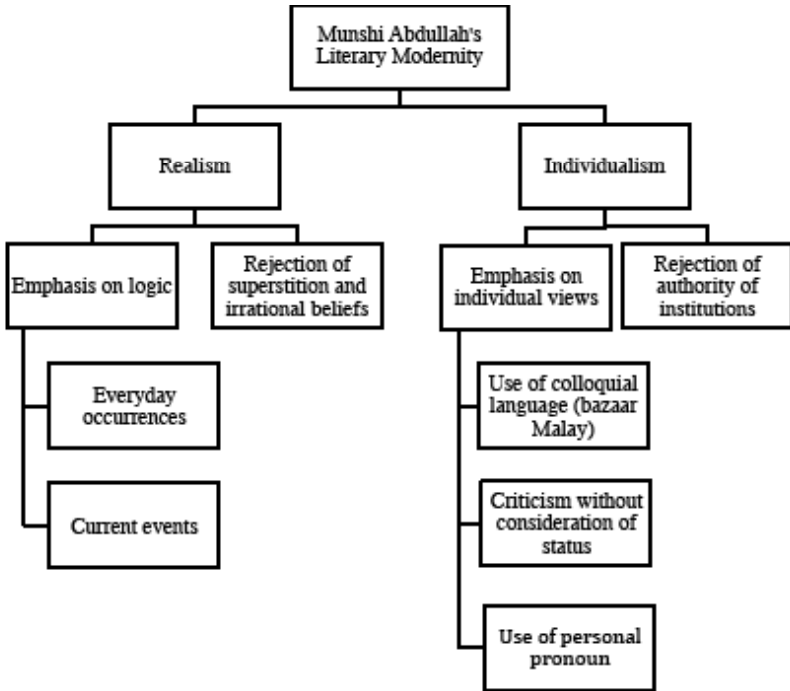 Munshi Abdullah's
Literary Modernity
Realism
Individualism
Emphasis on logic
Rejection of
superstition and
irrational beliefs
Emphasis on
individual views
Rejection of
authority of
institutions
Everyday
occurrences
Current events
Use of colloquial
language (bazaar
Malay)
Criticism without
consideration of
status
Use of personal
pronoun